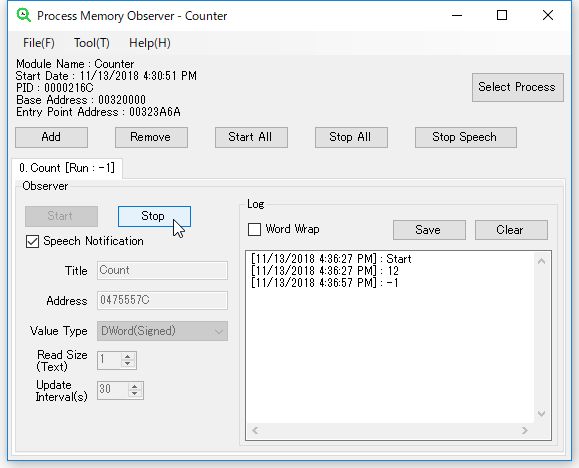 Process Memory Observer - Counter
File(F) Tool(T) Help(H)
Module Name : Counter
Start Date : 11/13/2018 4:30:51 PM
PID : 0000216C
Base Address : 00320000
Entry Point Address : 00323A6A
Select Process
Add Remove Start All Stop All Stop Speech
0. Count [Run : -1]
Observer
Start Stop
Speech Notification
Title Count
Address 0475557C
Value Type DWord(Signed)
Read Size
(Text) 1
Update
Interval(s) 30
Log
Word Wrap Save Clear
[11/13/2018 4:36:27 PM] : Start
[11/13/2018 4:36:27 PM] : 12
[11/13/2018 4:36:57 PM] : -1